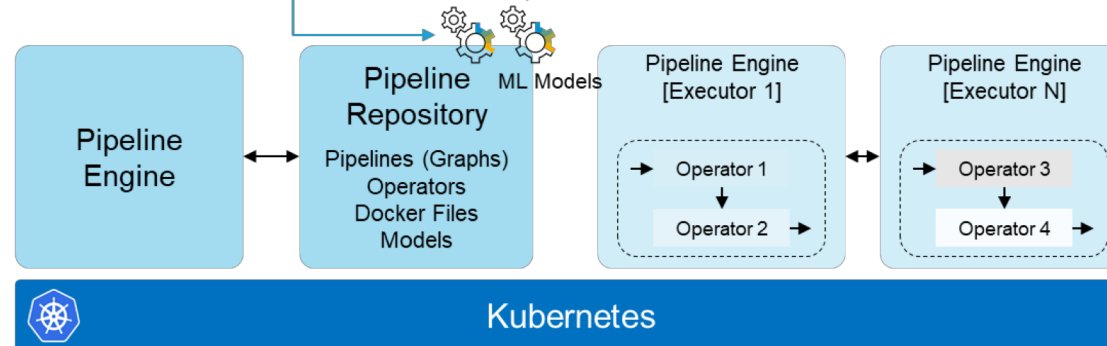 Pipeline
Engine
Pipeline
Repository
Pipelines (Graphs)
Operators
Docker Files
Models
ML Models
Pipeline Engine
[Executor 1]
Operator 1
Operator 2
Pipeline Engine
[Executor N]
Operator 3
Operator 4
Kubernetes